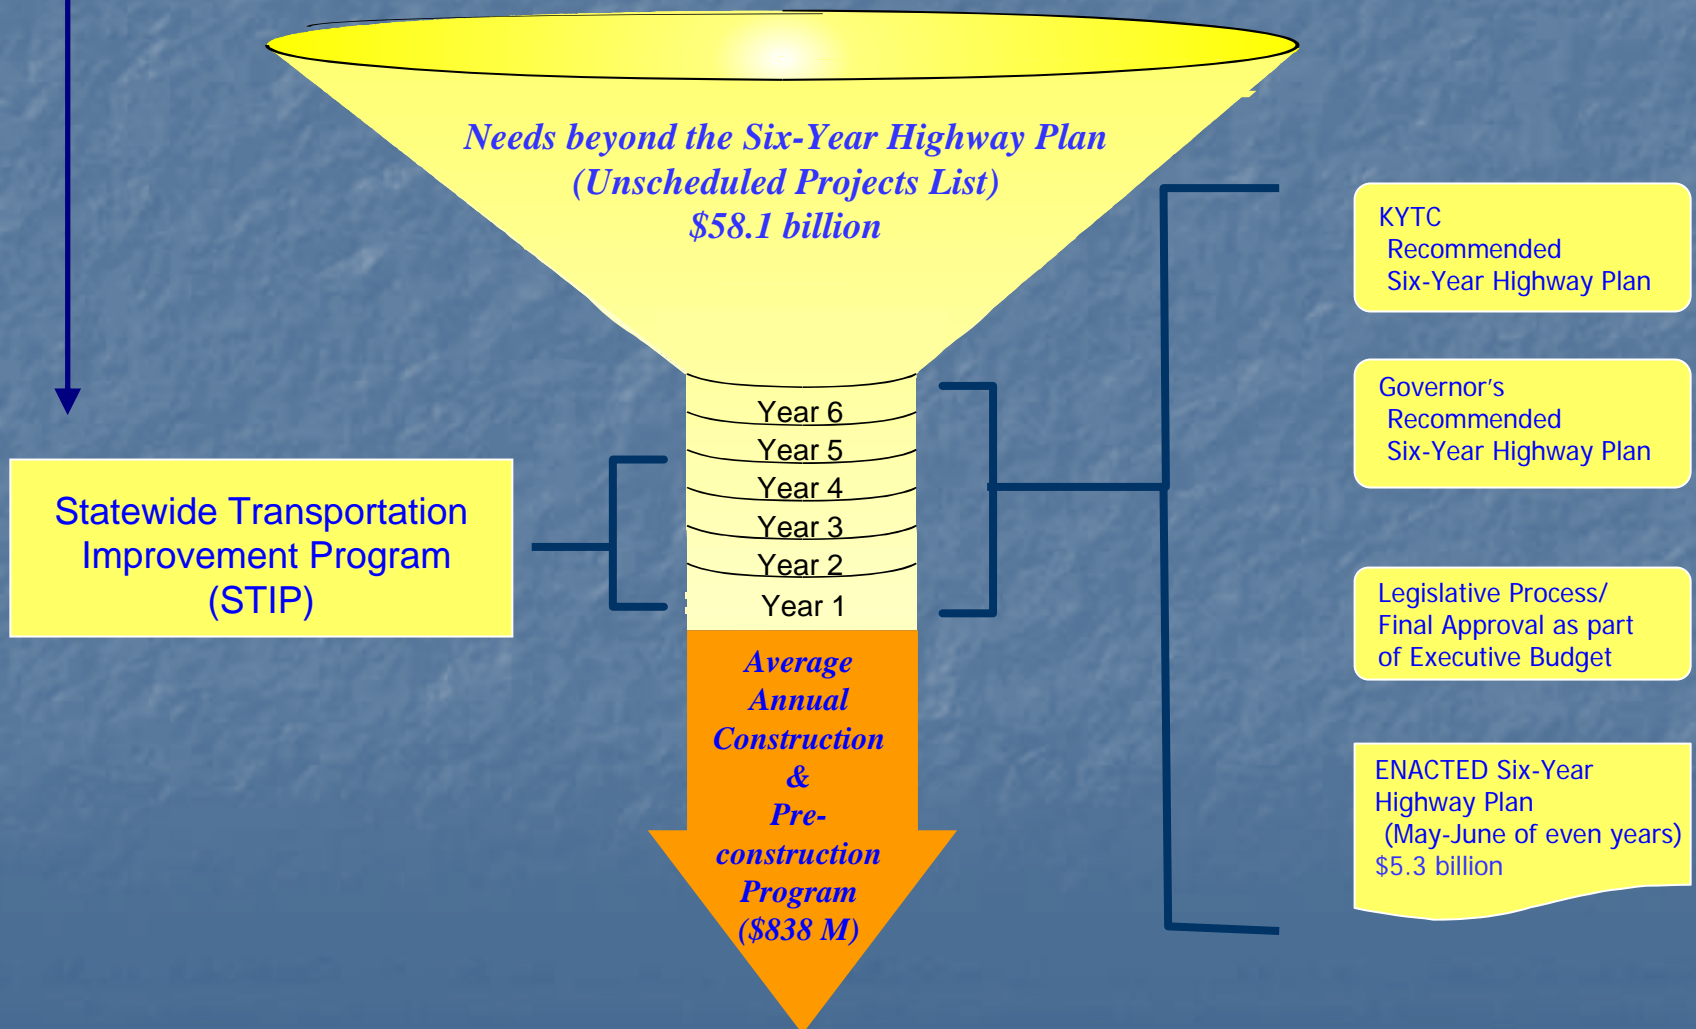 Needs beyond the Six-Year Highway Plan
(Unscheduled Projects List)
$58.1 billion
Year 6
Year 5
Year 4
Year 3
Year 2
Year 1
Average
Annual
Construction
&
Pre-
construction
Program
($838 M)
Statewide Transportation
Improvement Program
(STIP)
KYTC
Recommended
Six-Year Highway Plan
Governor's
Recommended
Six-Year Highway Plan
Legislative Process/
Final Approval as part
of Executive Budget
ENACTED Six-Year
Highway Plan
(May-June of even years)
$5.3 billion